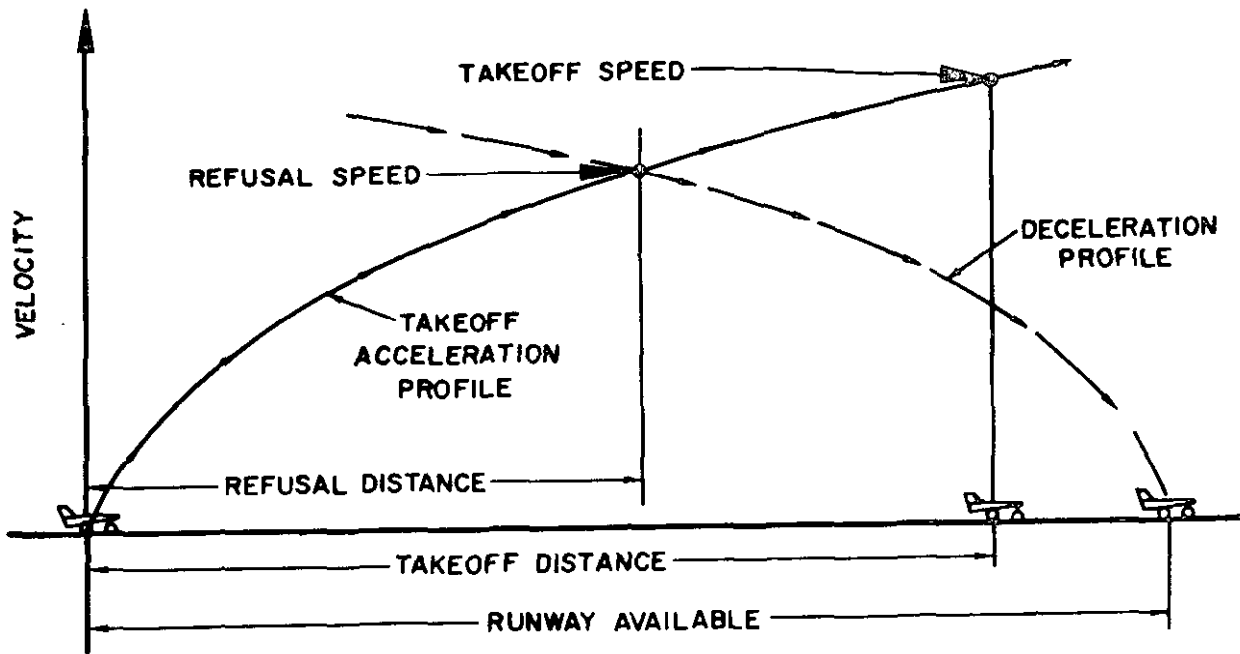 TAKEOFF SPEED
REFUSAL SPEED
VELOCITY
DECELERATION
PROFILE
TAKEOFF
ACCELERATION
PROFILE
REFUSAL DISTANCE
TAKEOFF DISTANCE
RUNWAY AVAILABLE